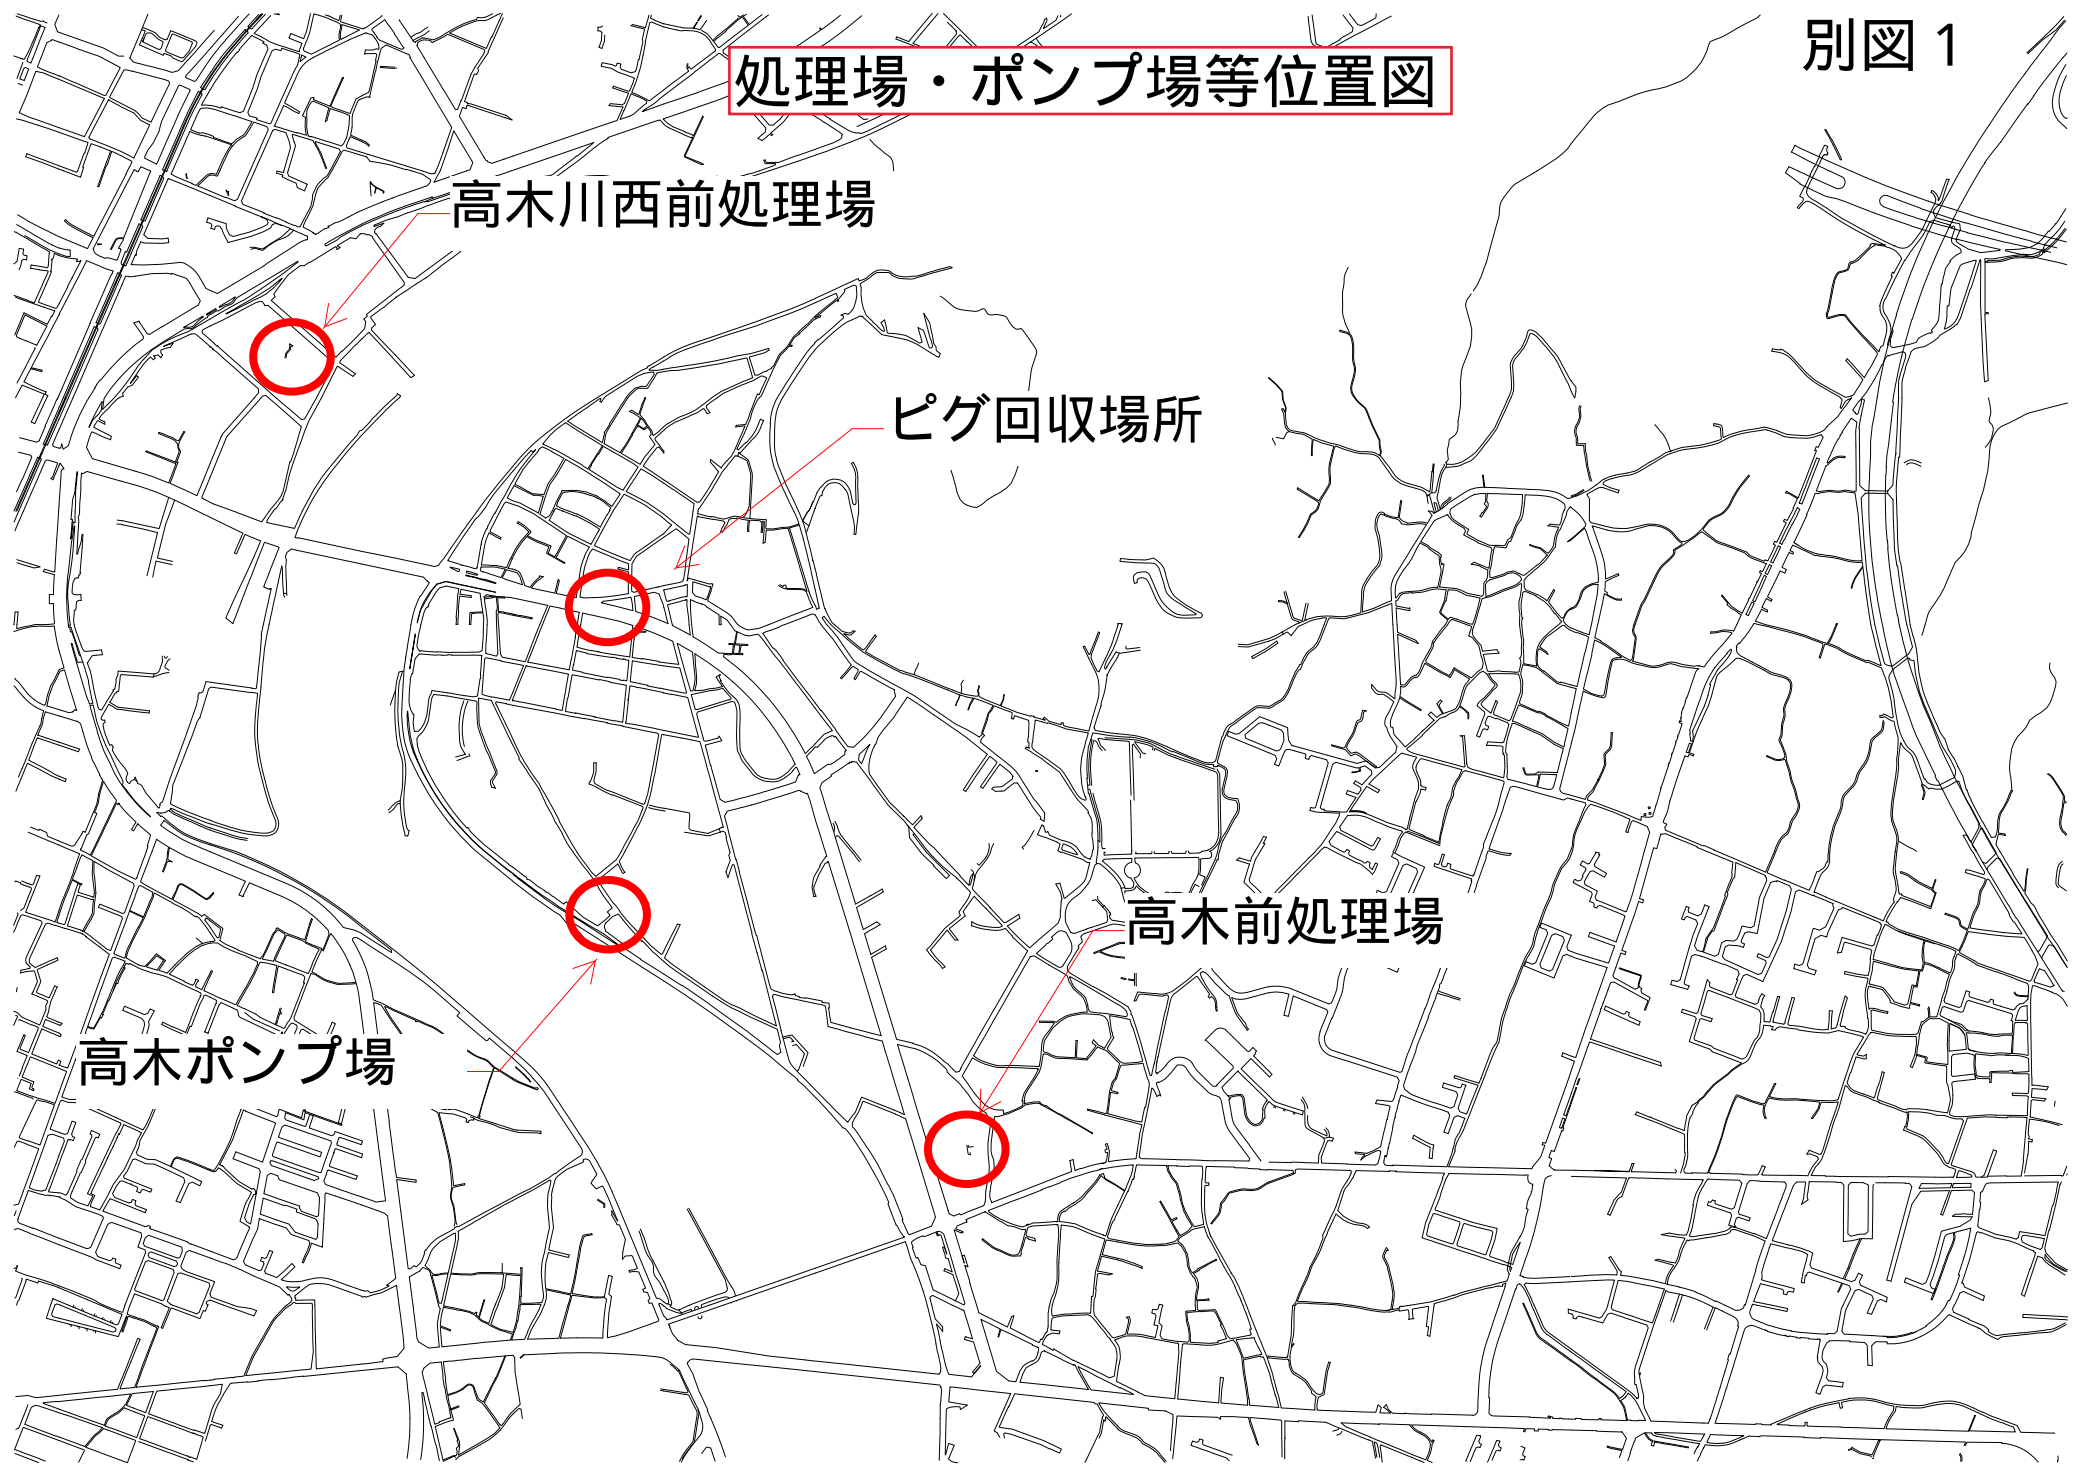 別図1
処理場・ポンプ場等位置図
高木川西前処理場
ピグ回収場所
高木前処理場
高木ポンプ場